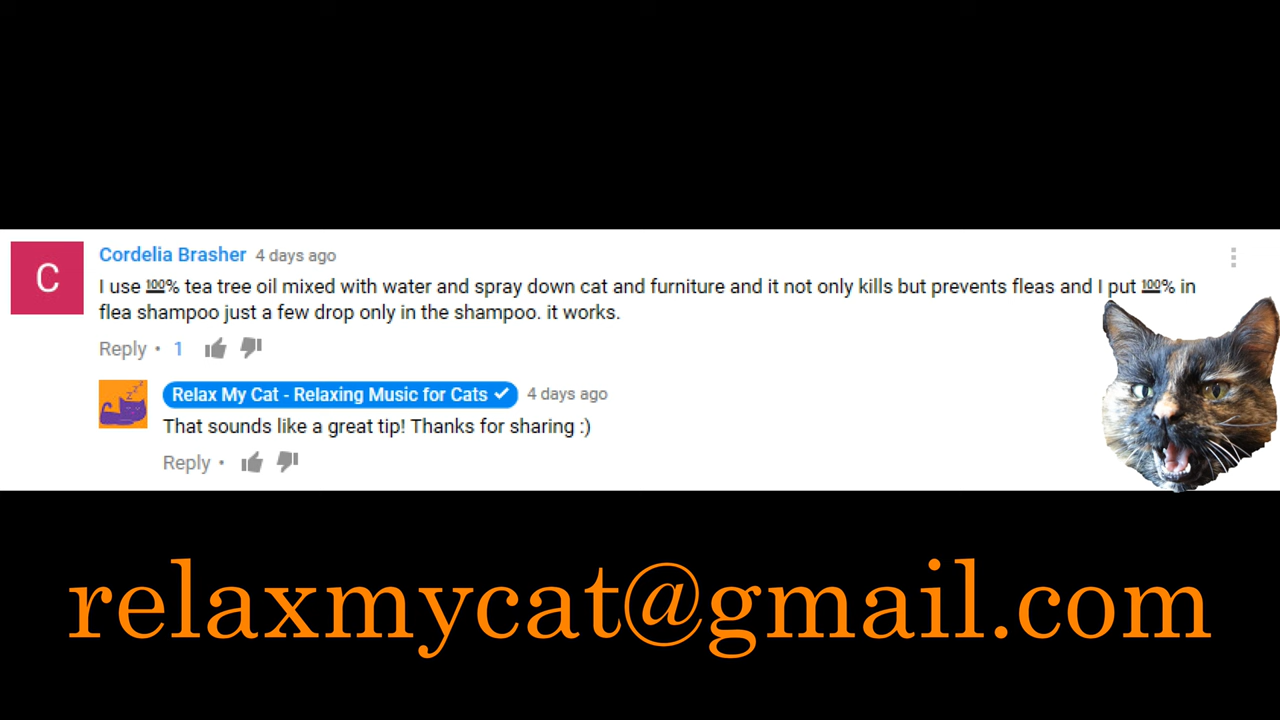 C
Cordelia Brasher 4 days ago
I use 💯% tea tree oil mixed with water and spray down cat and furniture and it not only kills but prevents fleas and I put 💯% in
flea shampoo just a few drop only in the shampoo. it works.
Reply • 1
Relax My Cat - Relaxing Music for Cats 4 days ago
That sounds like a great tip! Thanks for sharing :)
Reply •
relaxmycat@gmail.com